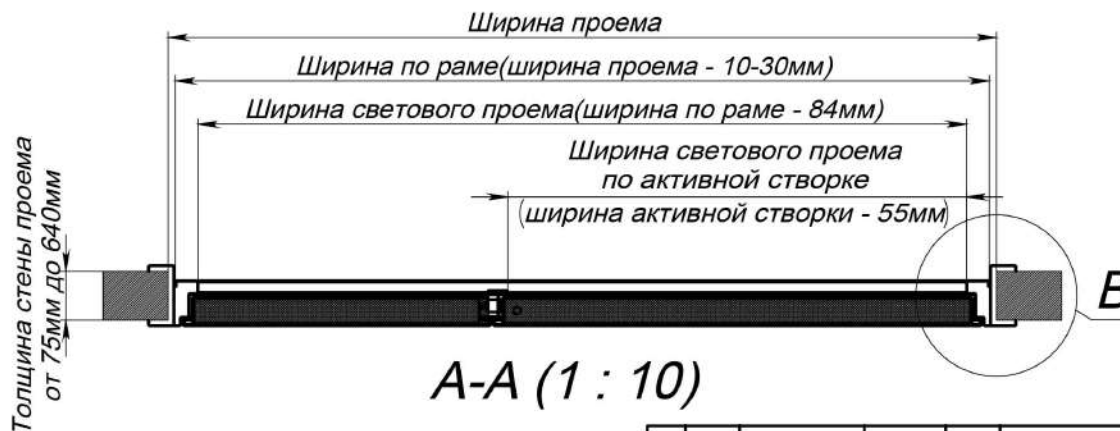 Ширина проема
Ширина по раме(ширина проема - 10-30мм)
Ширина светового проема(ширина по раме - 84мм)
Ширина светового проема
по активной створке
(ширина активной створки - 55мм)
Толщина стены проема
от 75мм до 640мм
А-А (1 : 10)